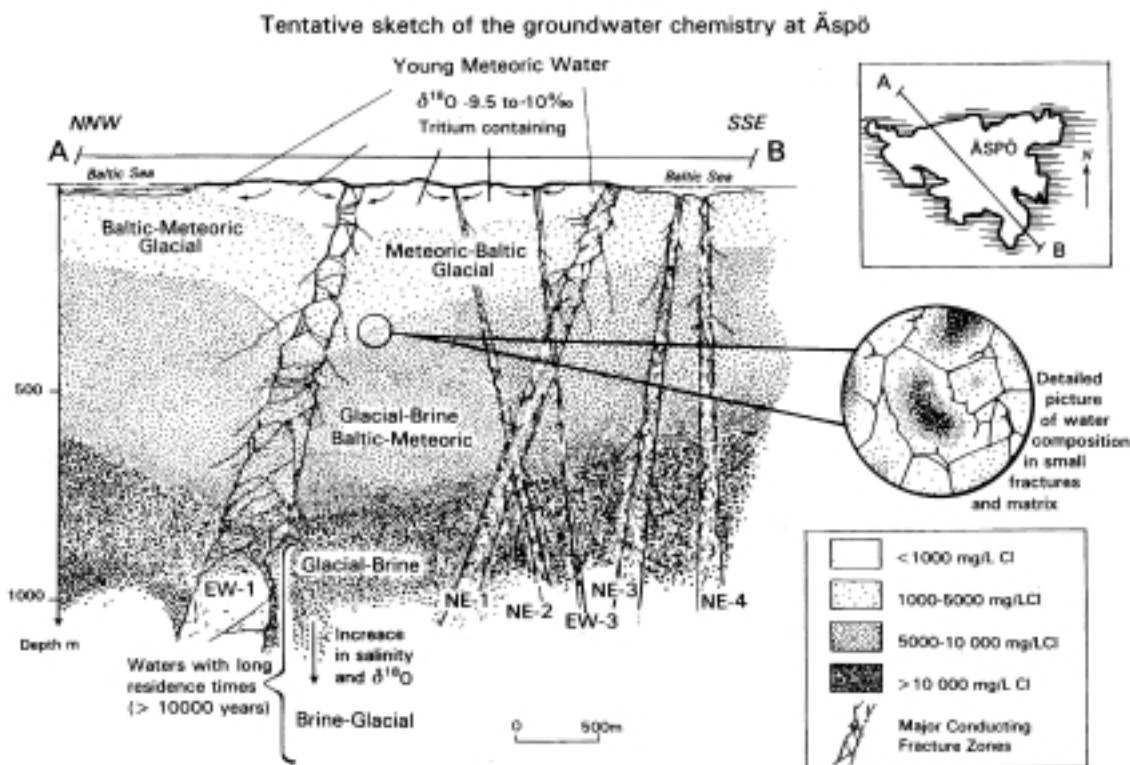 Tentative sketch of the groundwater chemistry at Äspö
Young Meteoric Water
δ¹⁸O -9.5 to -10‰
Tritium containing
NNW
SSE
A
B
Baltic Sea
Baltic Sea
Baltic-Meteoric
Glacial
Meteoric-Baltic
Glacial
500
Glacial-Brine
Baltic-Meteoric
1000
Depth m
EW-1
Glacial-Brine
NE-1
NE-2
EW-3
NE-3
NE-4
Waters with long
residence times
(> 10000 years)
Increace
in salinity
and δ¹⁸O
Brine-Glacial
0 500m
A
ÄSPÖ
N
B
Detailed
picture
of water
composition
in small
fractures
and matrix
<1000 mg/L Cl
1000-5000 mg/LCl
5000-10 000 mg/LCl
>10 000 mg/L Cl
Major Conducting
Fracture Zones